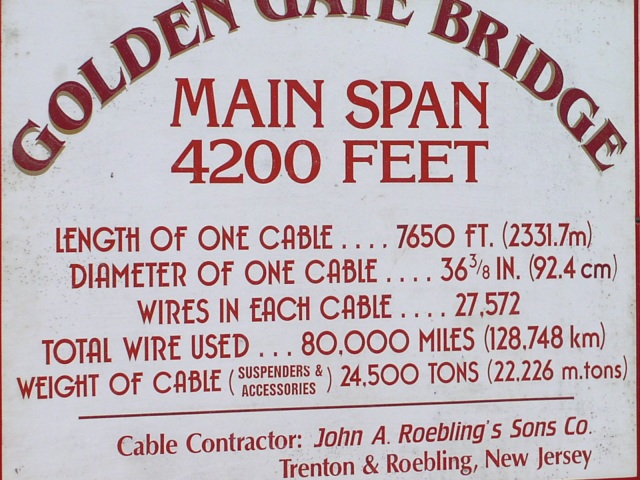 GOLDEN GATE BRIDGE
MAIN SPAN
4200 FEET
LENGTH OF ONE CABLE .... 7650 FT. (2331.7m)
DIAMETER OF ONE CABLE .... 36 3/8 IN. (92.4 cm)
WIRES IN EACH CABLE .... 27,572
TOTAL WIRE USED ... 80,000 MILES (128,748 km)
WEIGHT OF CABLE (SUSPENDERS & ACCESSORIES) 24,500 TONS (22,226 m.tons)
Cable Contractor: John A. Roebling's Sons Co.
Trenton & Roebling, New Jersey